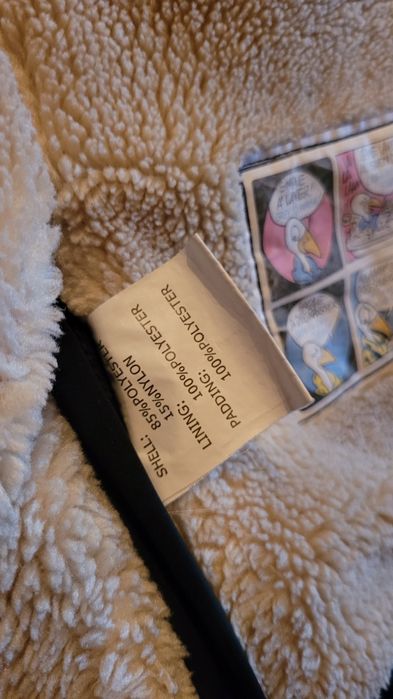 SHELL:
85%POLYESTER
15%NYLON
LINING:
100%POLYESTER
PADDING:
100%POLYESTER